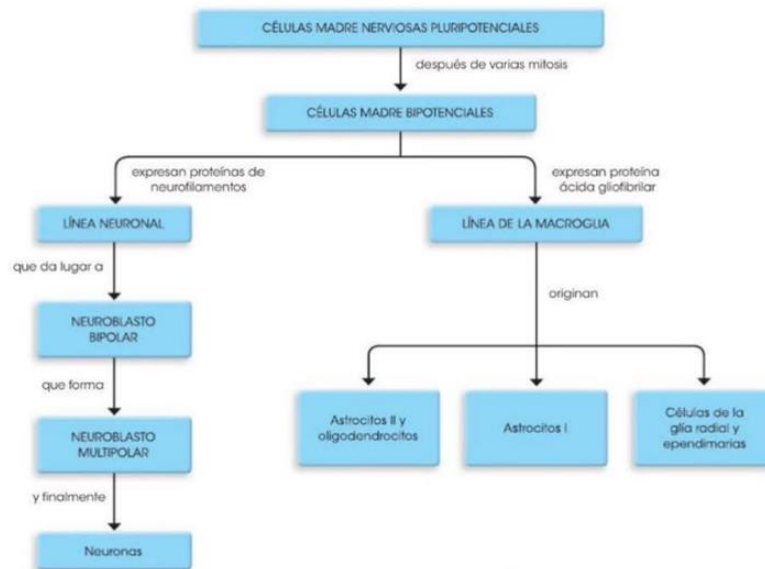 CÉLULAS MADRE NERVIOSAS PLURIPOTENCIALES
después de varias mitosis
CÉLULAS MADRE BIPOTENCIALES
expresan proteínas de
neurofilamentos
expresan proteína
ácida gliofibrilar
LÍNEA NEURONAL
LÍNEA DE LA MACROGLIA
que da lugar a
originan
NEUROBLASTO
BIPOLAR
que forma
NEUROBLASTO
MULTIPOLAR
Astrocitos II y
oligodendrocitos
Astrocitos I
Células de la
glía radial y
ependimarias
y finalmente
Neuronas